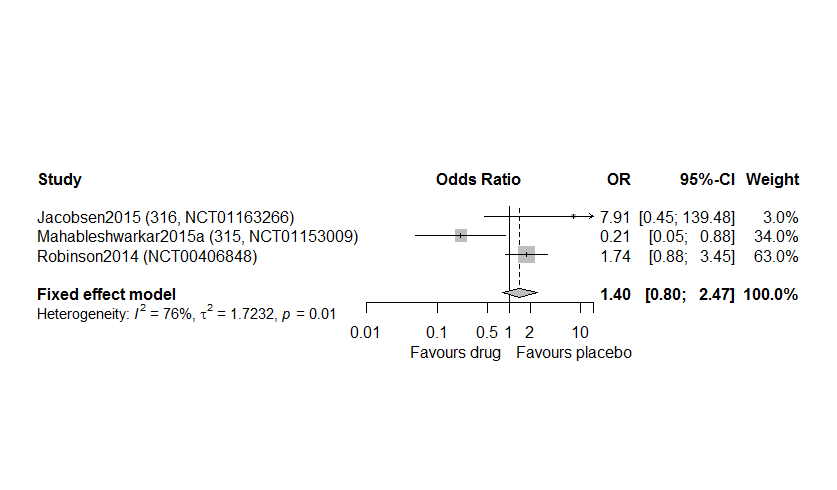 Study Odds Ratio OR 95%-CI Weight
Jacobsen2015 (316, NCT01163266) 7.91 [0.45; 139.48] 3.0%
Mahableshwarkar2015a (315, NCT01153009) 0.21 [0.05; 0.88] 34.0%
Robinson2014 (NCT00406848) 1.74 [0.88; 3.45] 63.0%
Fixed effect model 1.40 [0.80; 2.47] 100.0%
Heterogeneity: I² = 76%, τ² = 1.7232, p = 0.01
0.01 0.1 0.5 1 2 10
Favours drug Favours placebo